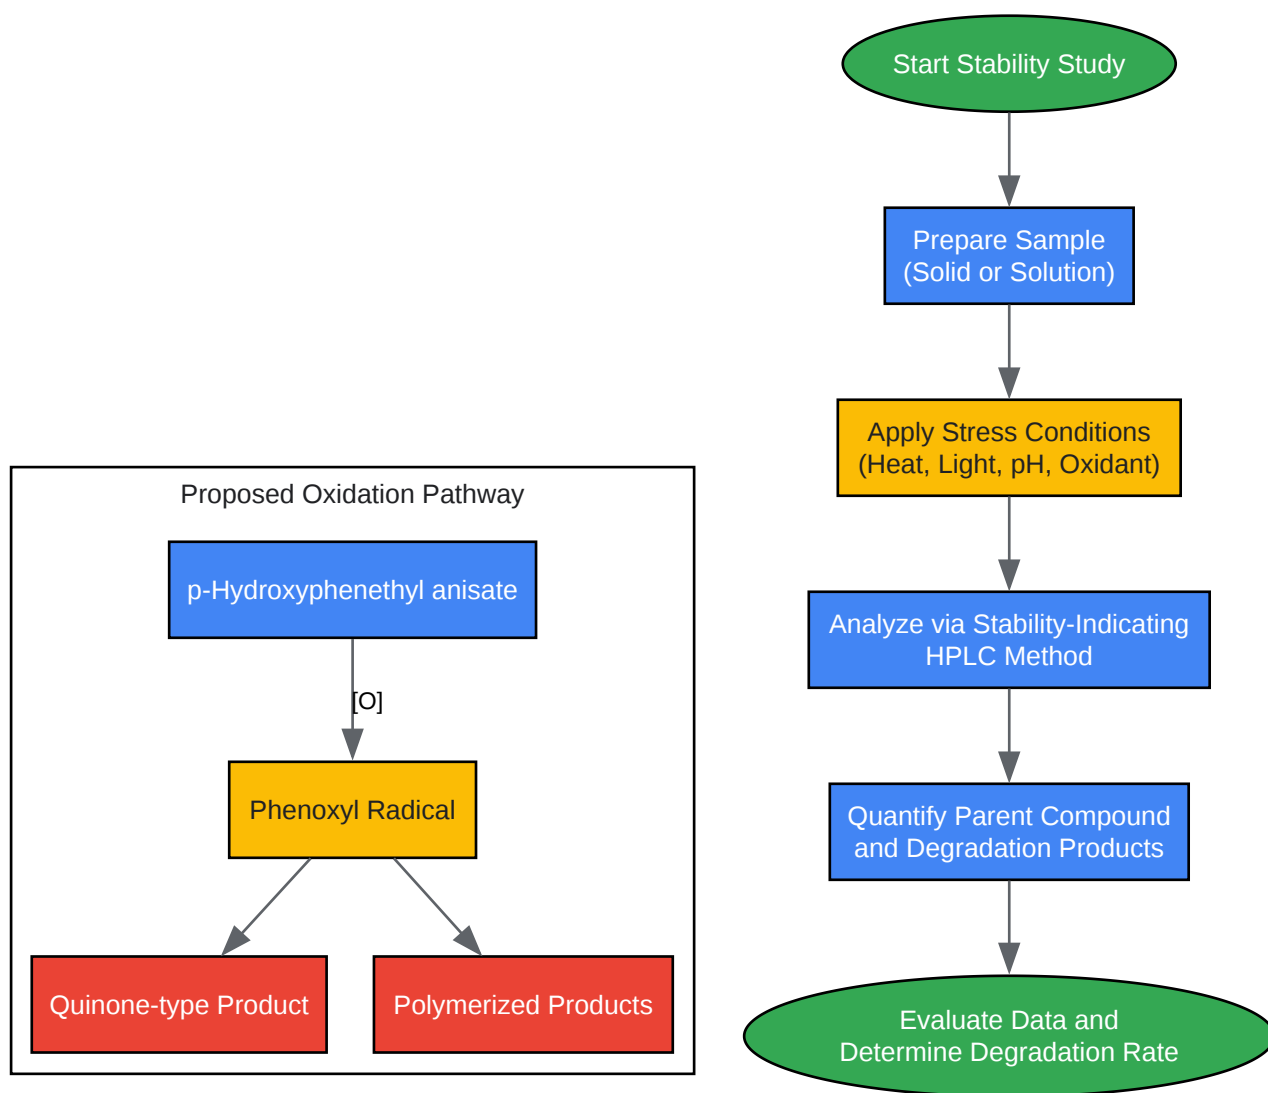 Start Stability Study
Prepare Sample
(Solid or Solution)
Apply Stress Conditions
(Heat, Light, pH, Oxidant)
Analyze via Stability-Indicating
HPLC Method
Quantify Parent Compound
and Degradation Products
Evaluate Data and
Determine Degradation Rate
Proposed Oxidation Pathway
p-Hydroxyphenethyl anisate
[O]
Phenoxyl Radical
Quinone-type Product
Polymerized Products